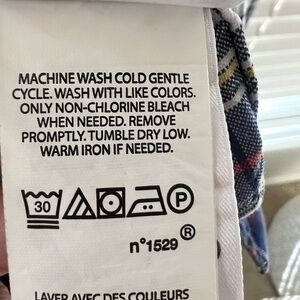 MACHINE WASH COLD GENTLE
CYCLE. WASH WITH LIKE COLORS.
ONLY NON-CHLORINE BLEACH
WHEN NEEDED. REMOVE
PROMPTLY. TUMBLE DRY LOW.
WARM IRON IF NEEDED.
30 P ®
n°1529
LAVER AVEC DES COULEURS